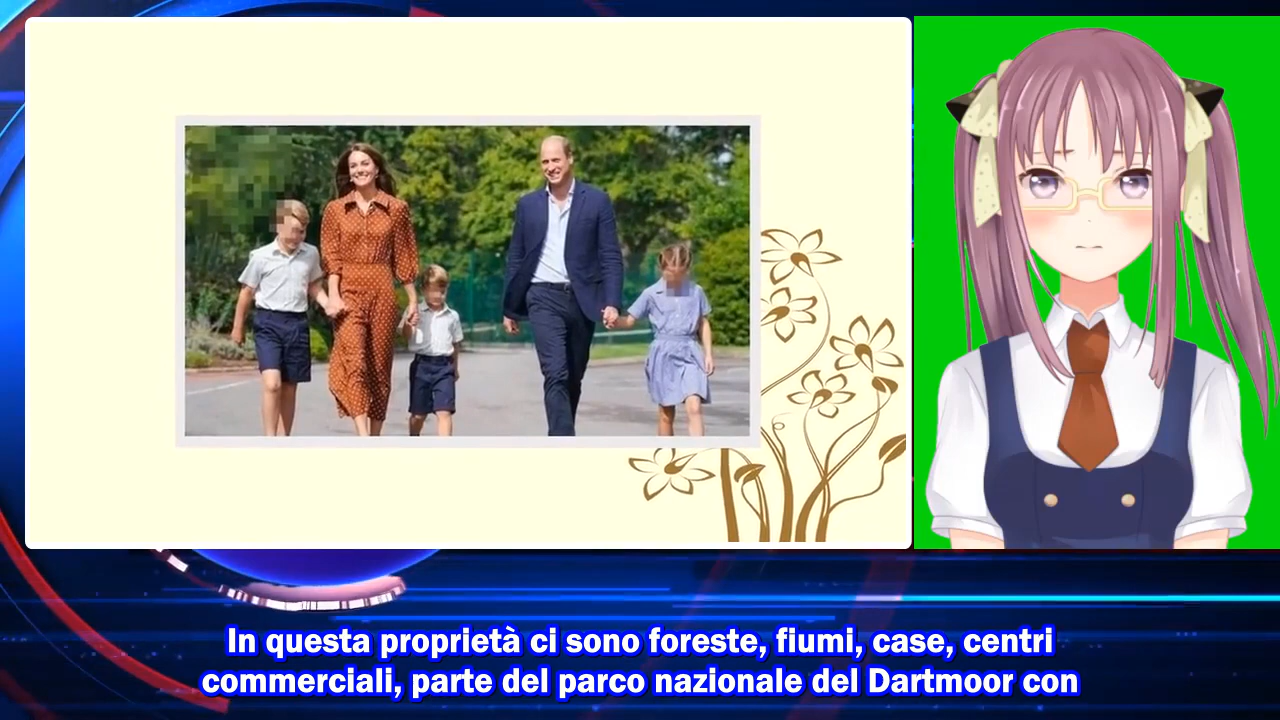 In questa proprietà ci sono foreste, fiumi, case, centri
commerciali, parte del parco nazionale del Dartmoor con